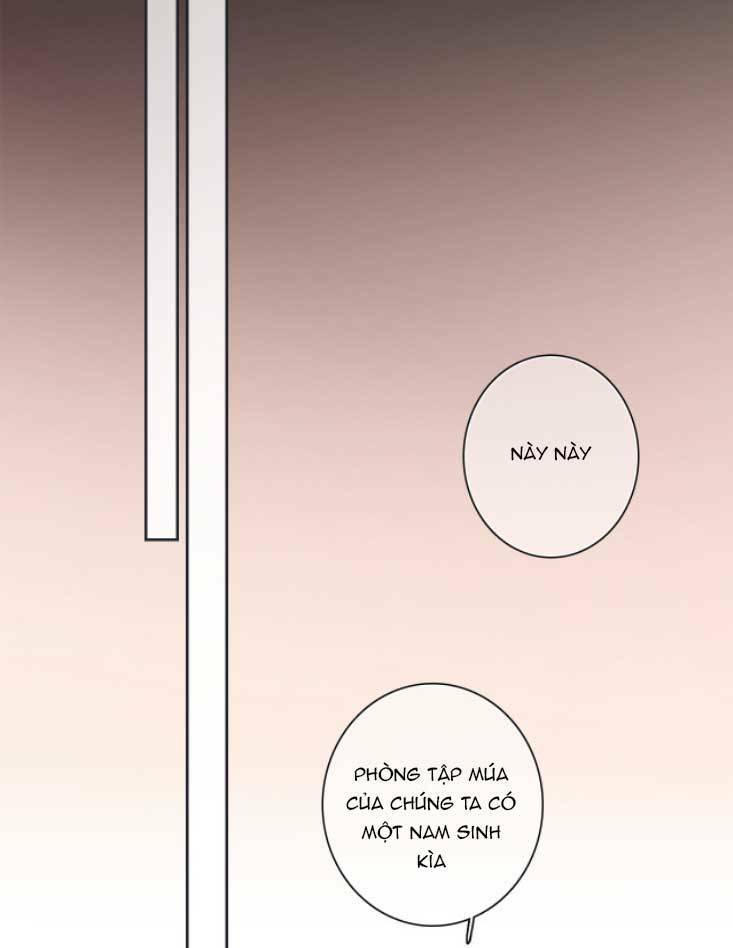 NÀY NÀY
PHÒNG TẬP MÚA
CỦA CHÚNG TA CÓ
MỘT NAM SINH
KÌA